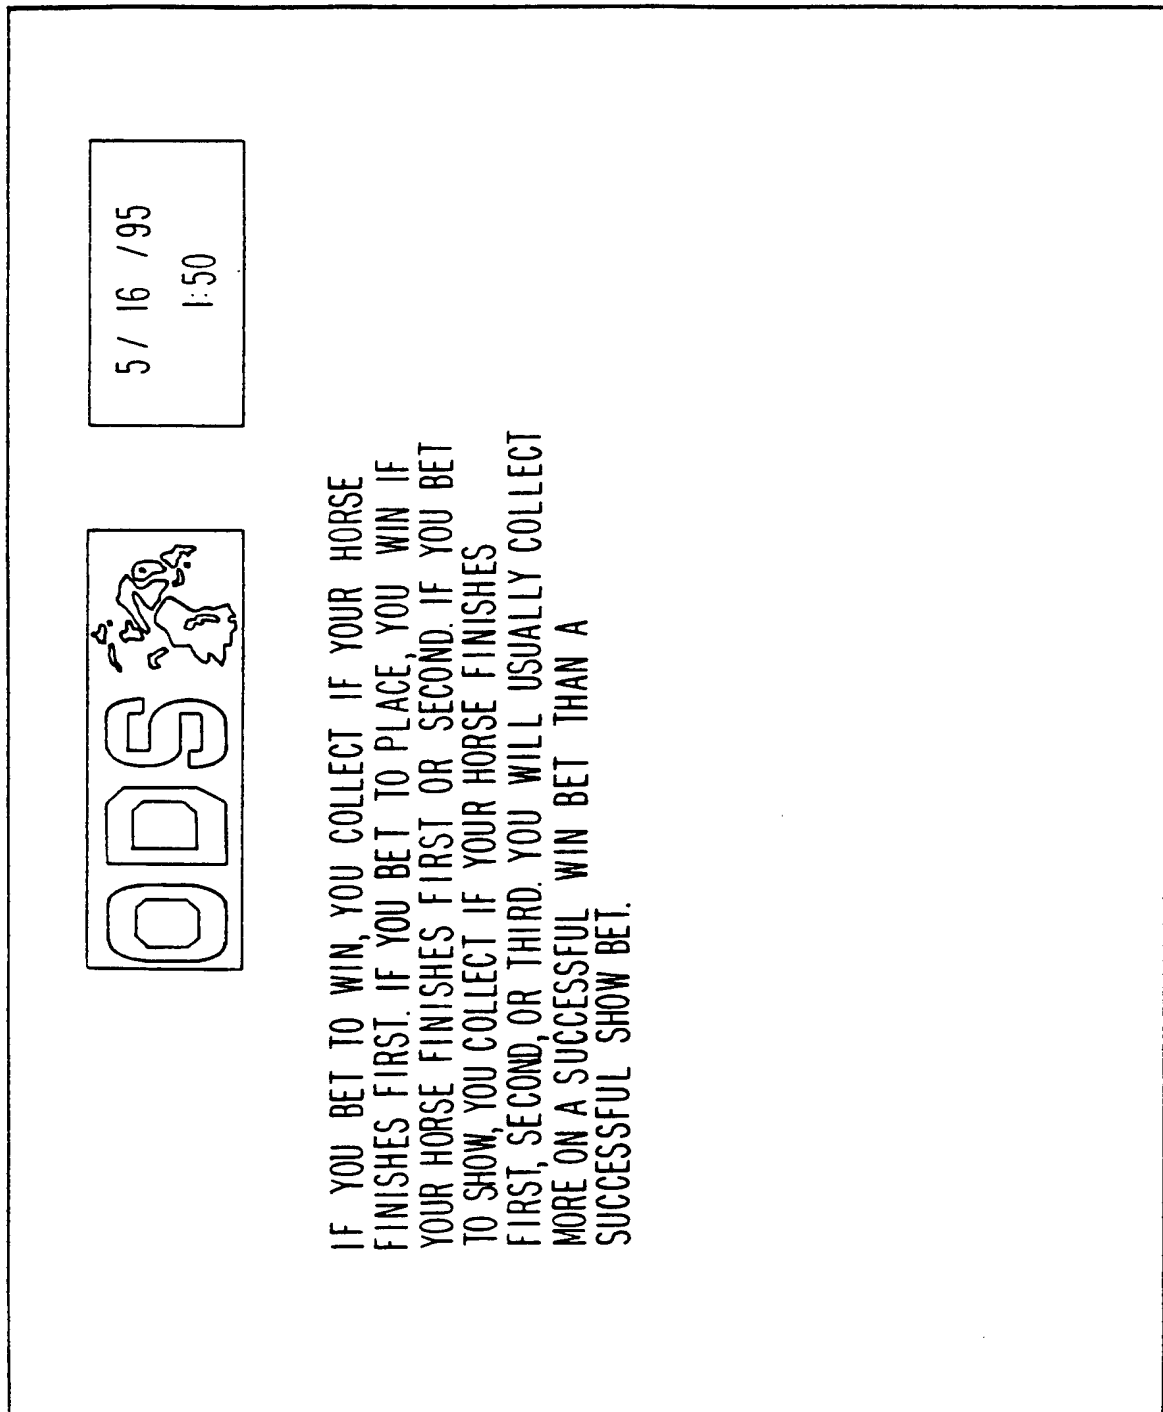 ODS
5/ 16 /95
1:50
IF YOU BET TO WIN, YOU COLLECT IF YOUR HORSE
FINISHES FIRST. IF YOU BET TO PLACE, YOU WIN IF
YOUR HORSE FINISHES FIRST OR SECOND. IF YOU BET
TO SHOW, YOU COLLECT IF YOUR HORSE FINISHES
FIRST, SECOND, OR THIRD. YOU WILL USUALLY COLLECT
MORE ON A SUCCESSFUL WIN BET THAN A
SUCCESSFUL SHOW BET.